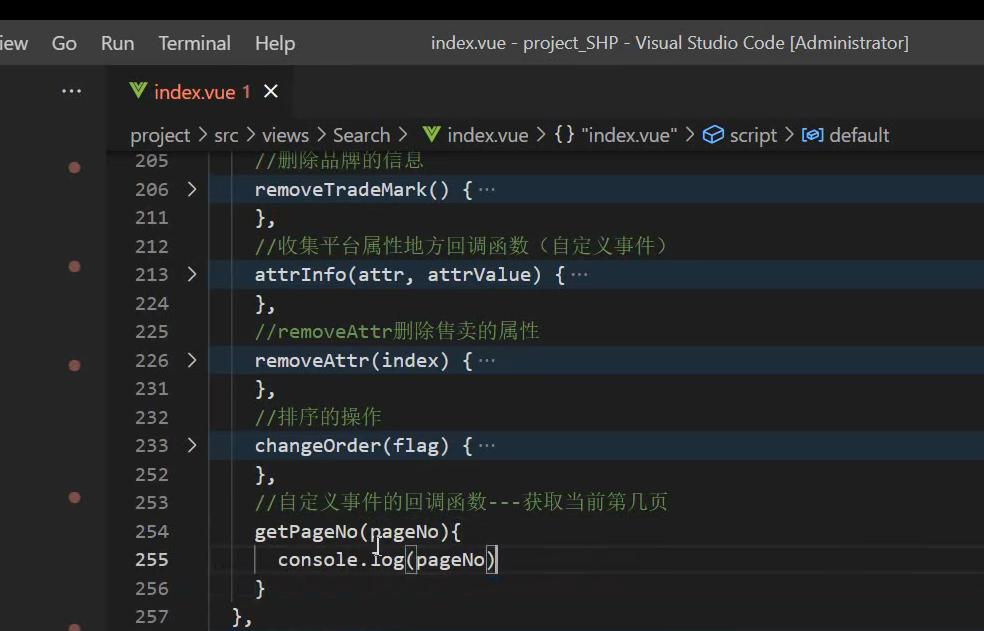 iew Go Run Terminal Help index.vue - project_SHP - Visual Studio Code [Administrator]
··· index.vue 1 ×
project > src > views > Search > index.vue > {} "index.vue" > script > default
205 //删除品牌的信息
206 > removeTradeMark() { ···
211 },
212 //收集平台属性地方回调函数（自定义事件）
213 > attrInfo(attr, attrValue) { ···
224 },
225 //removeAttr删除售卖的属性
226 > removeAttr(index) { ···
231 },
232 //排序的操作
233 > changeOrder(flag) { ···
252 },
253 //自定义事件的回调函数---获取当前第几页
254 getPageNo(pageNo){
255 console.log(pageNo)
256 }
257 },